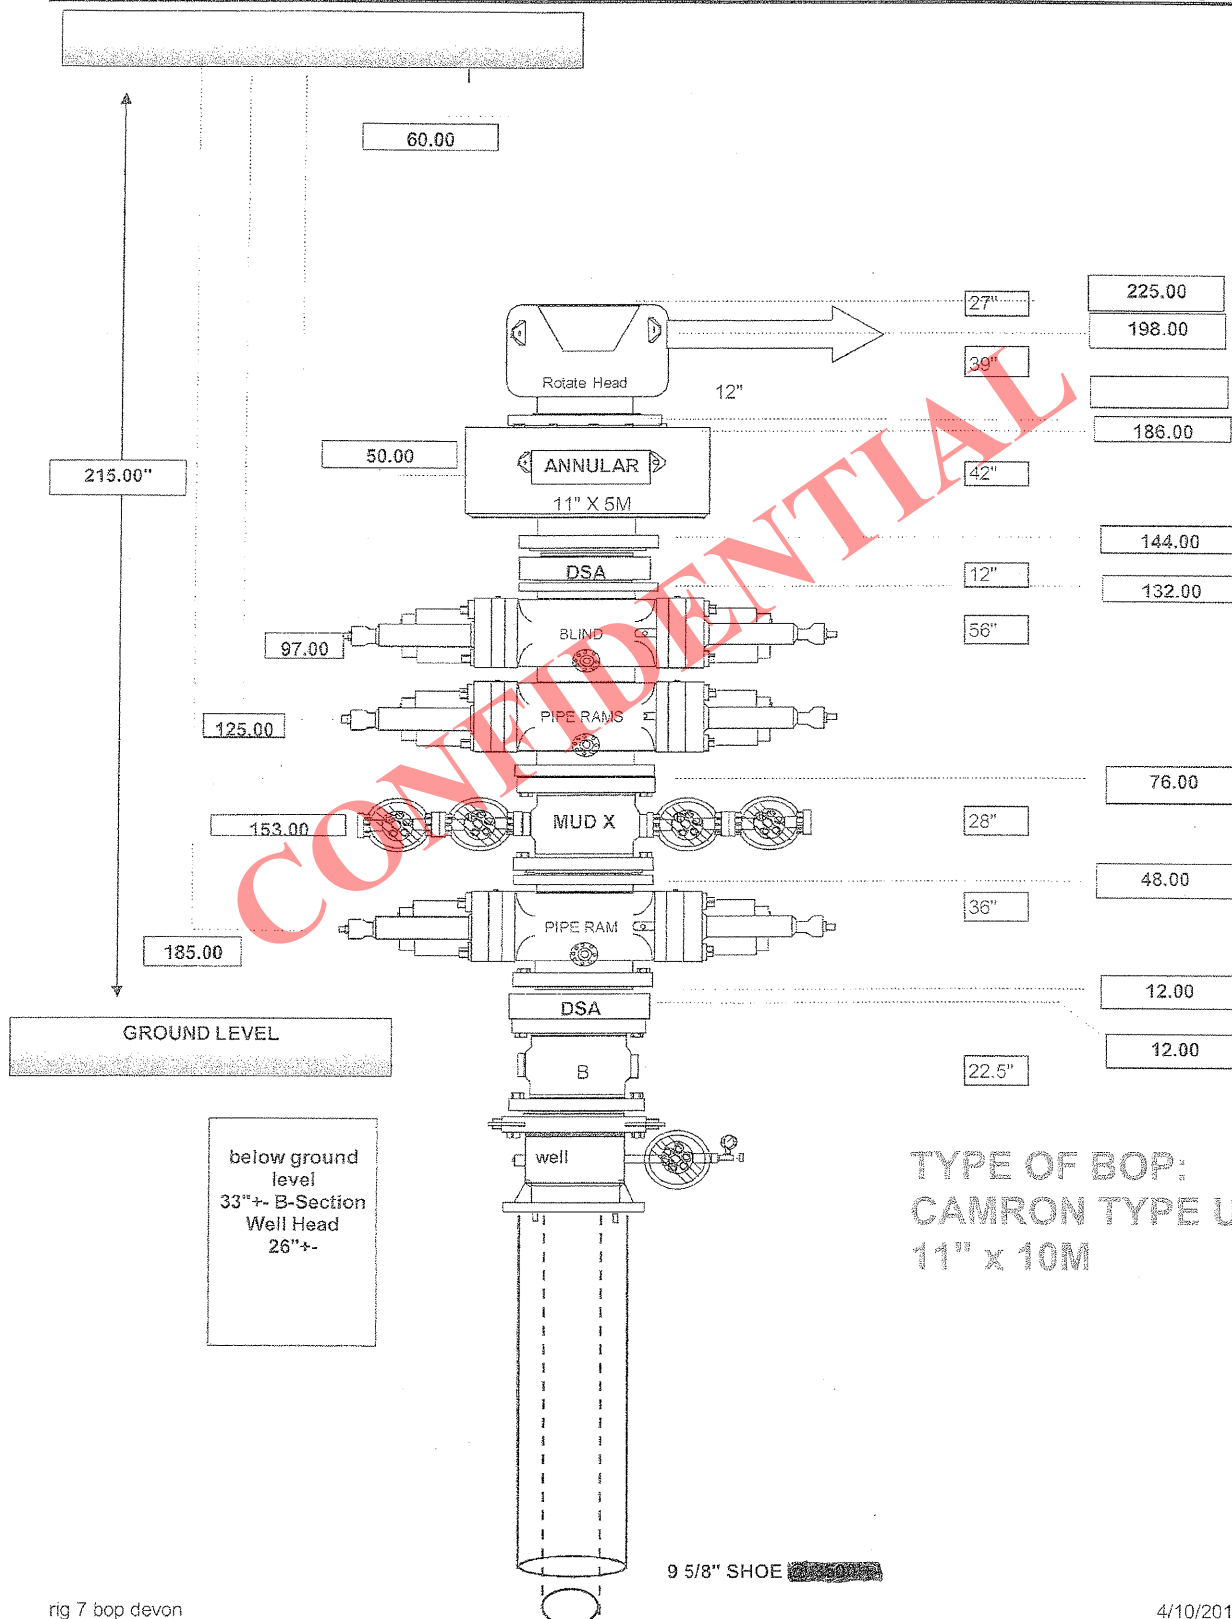 60.00
27"
225.00
198.00
39"
Rotate Head
12"
186.00
50.00
ANNULAR
42"
215.00"
11" X 5M
144.00
DSA
12"
132.00
BLIND
56"
97.00
PIPE RAMS
125.00
76.00
153.00
MUD X
28"
48.00
36"
PIPE RAM
185.00
12.00
DSA
GROUND LEVEL
12.00
B
22.5"
below ground
level
33"+- B-Section
Well Head
26"+-
well
TYPE OF BOP:
CAMRON TYPE U
11" x 10M
CONFIDENTIAL
9 5/8" SHOE
rig 7 bop devon
4/10/201